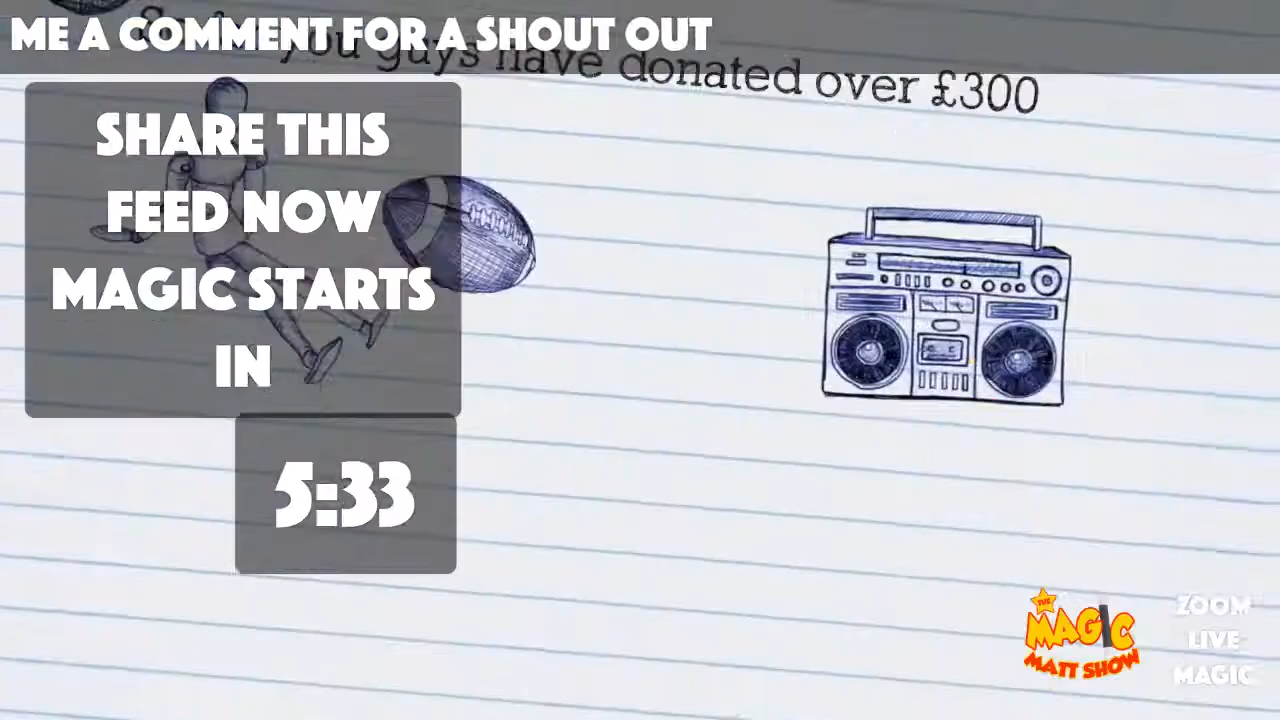 ME A COMMENT FOR A SHOUT OUT
you guys have donated over £300
SHARE THIS
FEED NOW
MAGIC STARTS
IN
5:33
THE
MAGIC
MATT SHOW
ZOOM
LIVE
MAGIC